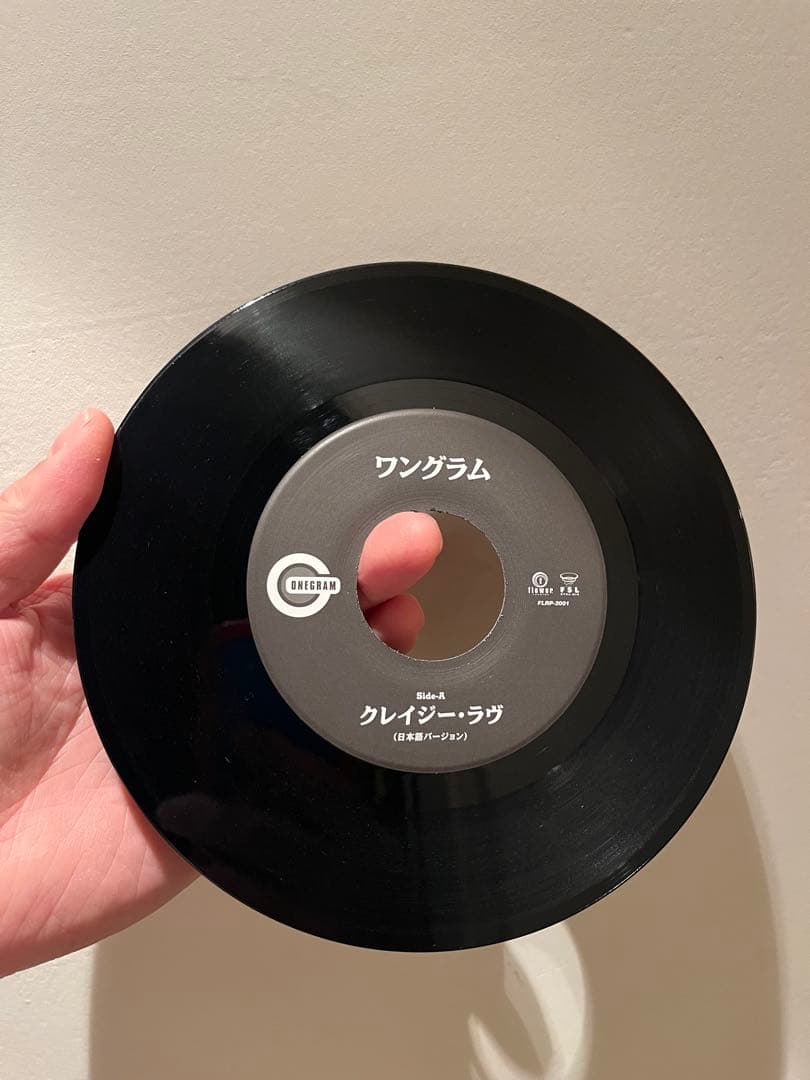 ワングラム
ONEGRAM
flower
FSL
FLRP-2001
Side-A
クレイジー・ラヴ
(日本語バージョン)